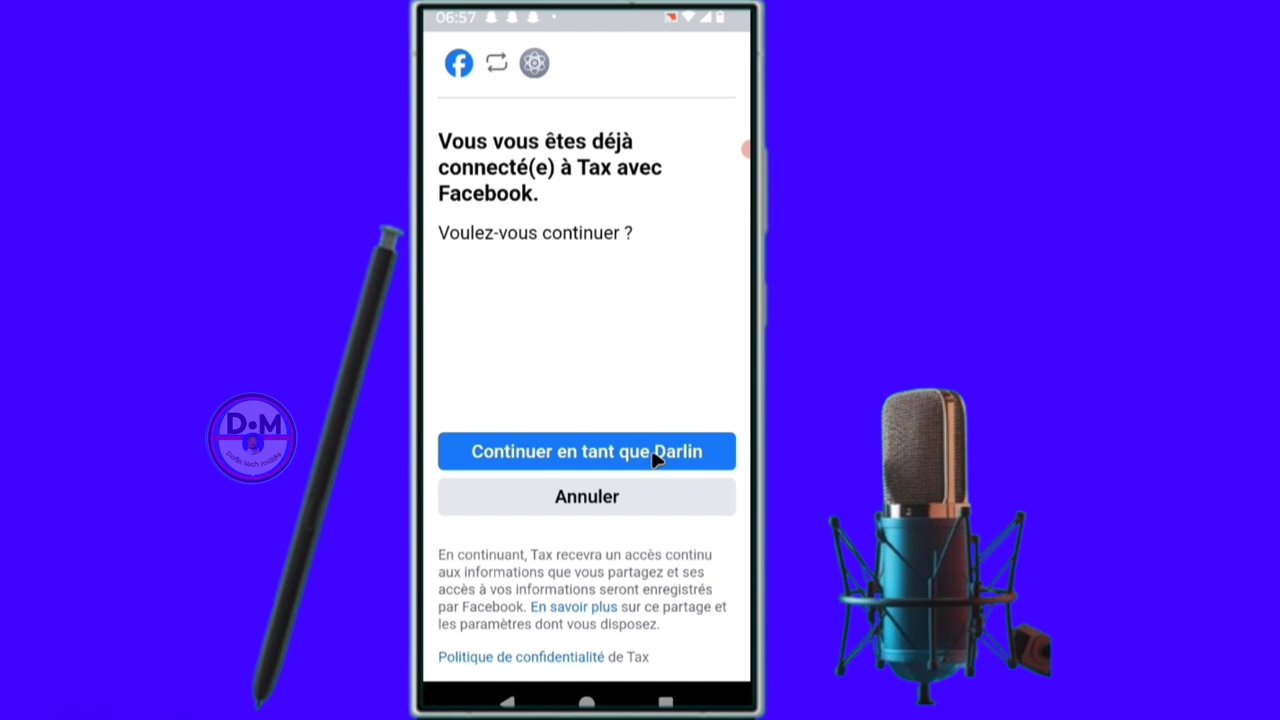 06:57
Vous vous êtes déjà
connecté(e) à Tax avec
Facebook.
Voulez-vous continuer ?
D•M
Darlin tech mobile
Continuer en tant que Darlin
Annuler
En continuant, Tax recevra un accès continu
aux informations que vous partagez et ses
accès à vos informations seront enregistrés
par Facebook. En savoir plus sur ce partage et
les paramètres dont vous disposez.
Politique de confidentialité de Tax